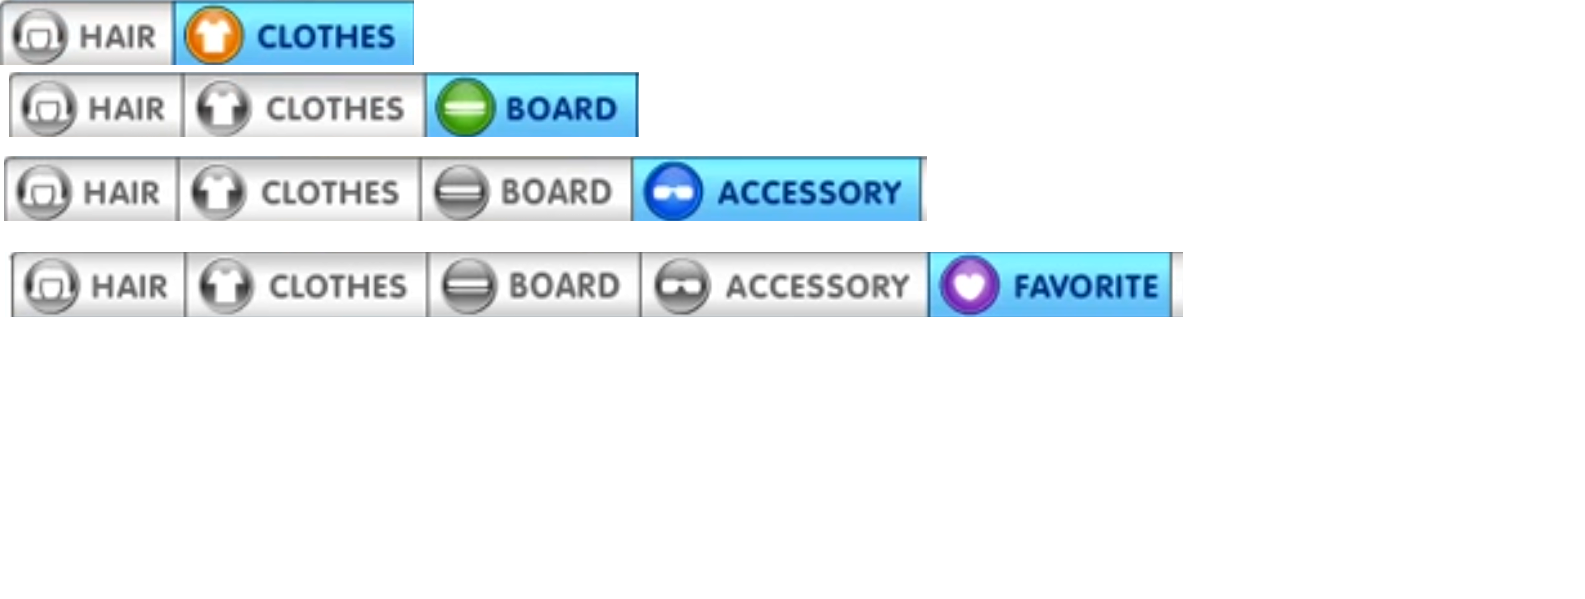 HAIR CLOTHES
HAIR CLOTHES BOARD
HAIR CLOTHES BOARD ACCESSORY
HAIR CLOTHES BOARD ACCESSORY FAVORITE